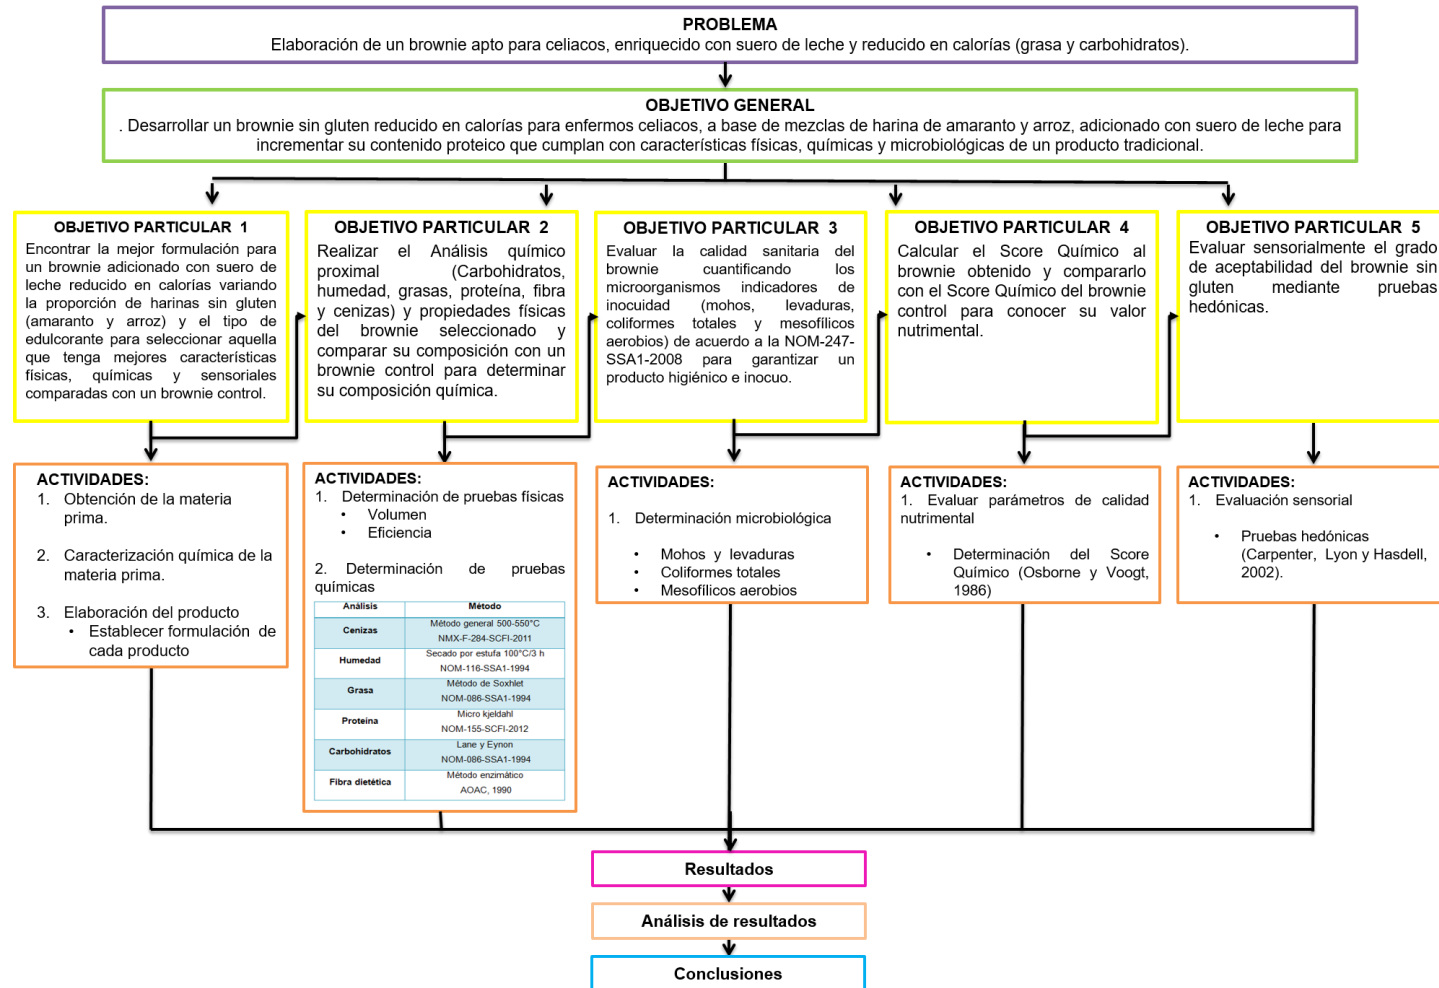 PROBLEMA
Elaboración de un brownie apto para celiacos, enriquecido con suero de leche y reducido en calorías (grasa y carbohidratos).
OBJETIVO GENERAL
. Desarrollar un brownie sin gluten reducido en calorías para enfermos celiacos, a base de mezclas de harina de amaranto y arroz, adicionado con suero de leche para
incrementar su contenido proteico que cumplan con características físicas, químicas y microbiológicas de un producto tradicional.
OBJETIVO PARTICULAR 1
Encontrar la mejor formulación para
un brownie adicionado con suero de
leche reducido en calorías variando
la proporción de harinas sin gluten
(amaranto y arroz) y el tipo de
edulcorante para seleccionar aquella
que tenga mejores características
físicas, químicas y sensoriales
comparadas con un brownie control.
OBJETIVO PARTICULAR 2
Realizar el Análisis químico
proximal (Carbohidratos,
humedad, grasas, proteína, fibra
y cenizas) y propiedades físicas
del brownie seleccionado y
comparar su composición con un
brownie control para determinar
su composición química.
OBJETIVO PARTICULAR 3
Evaluar la calidad sanitaria del
brownie cuantificando los
microorganismos indicadores de
inocuidad (mohos, levaduras,
coliformes totales y mesofílicos
aerobios) de acuerdo a la NOM-247-
SSA1-2008 para garantizar un
producto higiénico e inocuo.
OBJETIVO PARTICULAR 4
Calcular el Score Químico al
brownie obtenido y compararlo
con el Score Químico del brownie
control para conocer su valor
nutrimental.
OBJETIVO PARTICULAR 5
Evaluar sensorialmente el grado
de aceptabilidad del brownie sin
gluten mediante pruebas
hedónicas.
ACTIVIDADES:
1. Obtención de la materia
prima.
2. Caracterización química de la
materia prima.
3. Elaboración del producto
• Establecer formulación de
cada producto
ACTIVIDADES:
1. Determinación de pruebas físicas
• Volumen
• Eficiencia
2. Determinación de pruebas
químicas
Análisis Método
Cenizas Método general 500-550°C
NMX-F-284-SCFI-2011
Humedad Secado por estufa 100°C/3 h
NOM-116-SSA1-1994
Grasa Método de Soxhlet
NOM-086-SSA1-1994
Proteína Micro kjeldahl
NOM-155-SCFI-2012
Carbohidratos Lane y Eynon
NOM-086-SSA1-1994
Fibra dietética Método enzimático
AOAC, 1990
ACTIVIDADES:
1. Determinación microbiológica
• Mohos y levaduras
• Coliformes totales
• Mesofílicos aerobios
ACTIVIDADES:
1. Evaluar parámetros de calidad
nutrimental
• Determinación del Score
Químico (Osborne y Voogt,
1986)
ACTIVIDADES:
1. Evaluación sensorial
• Pruebas hedónicas
(Carpenter, Lyon y Hasdell,
2002).
Resultados
Análisis de resultados
Conclusiones